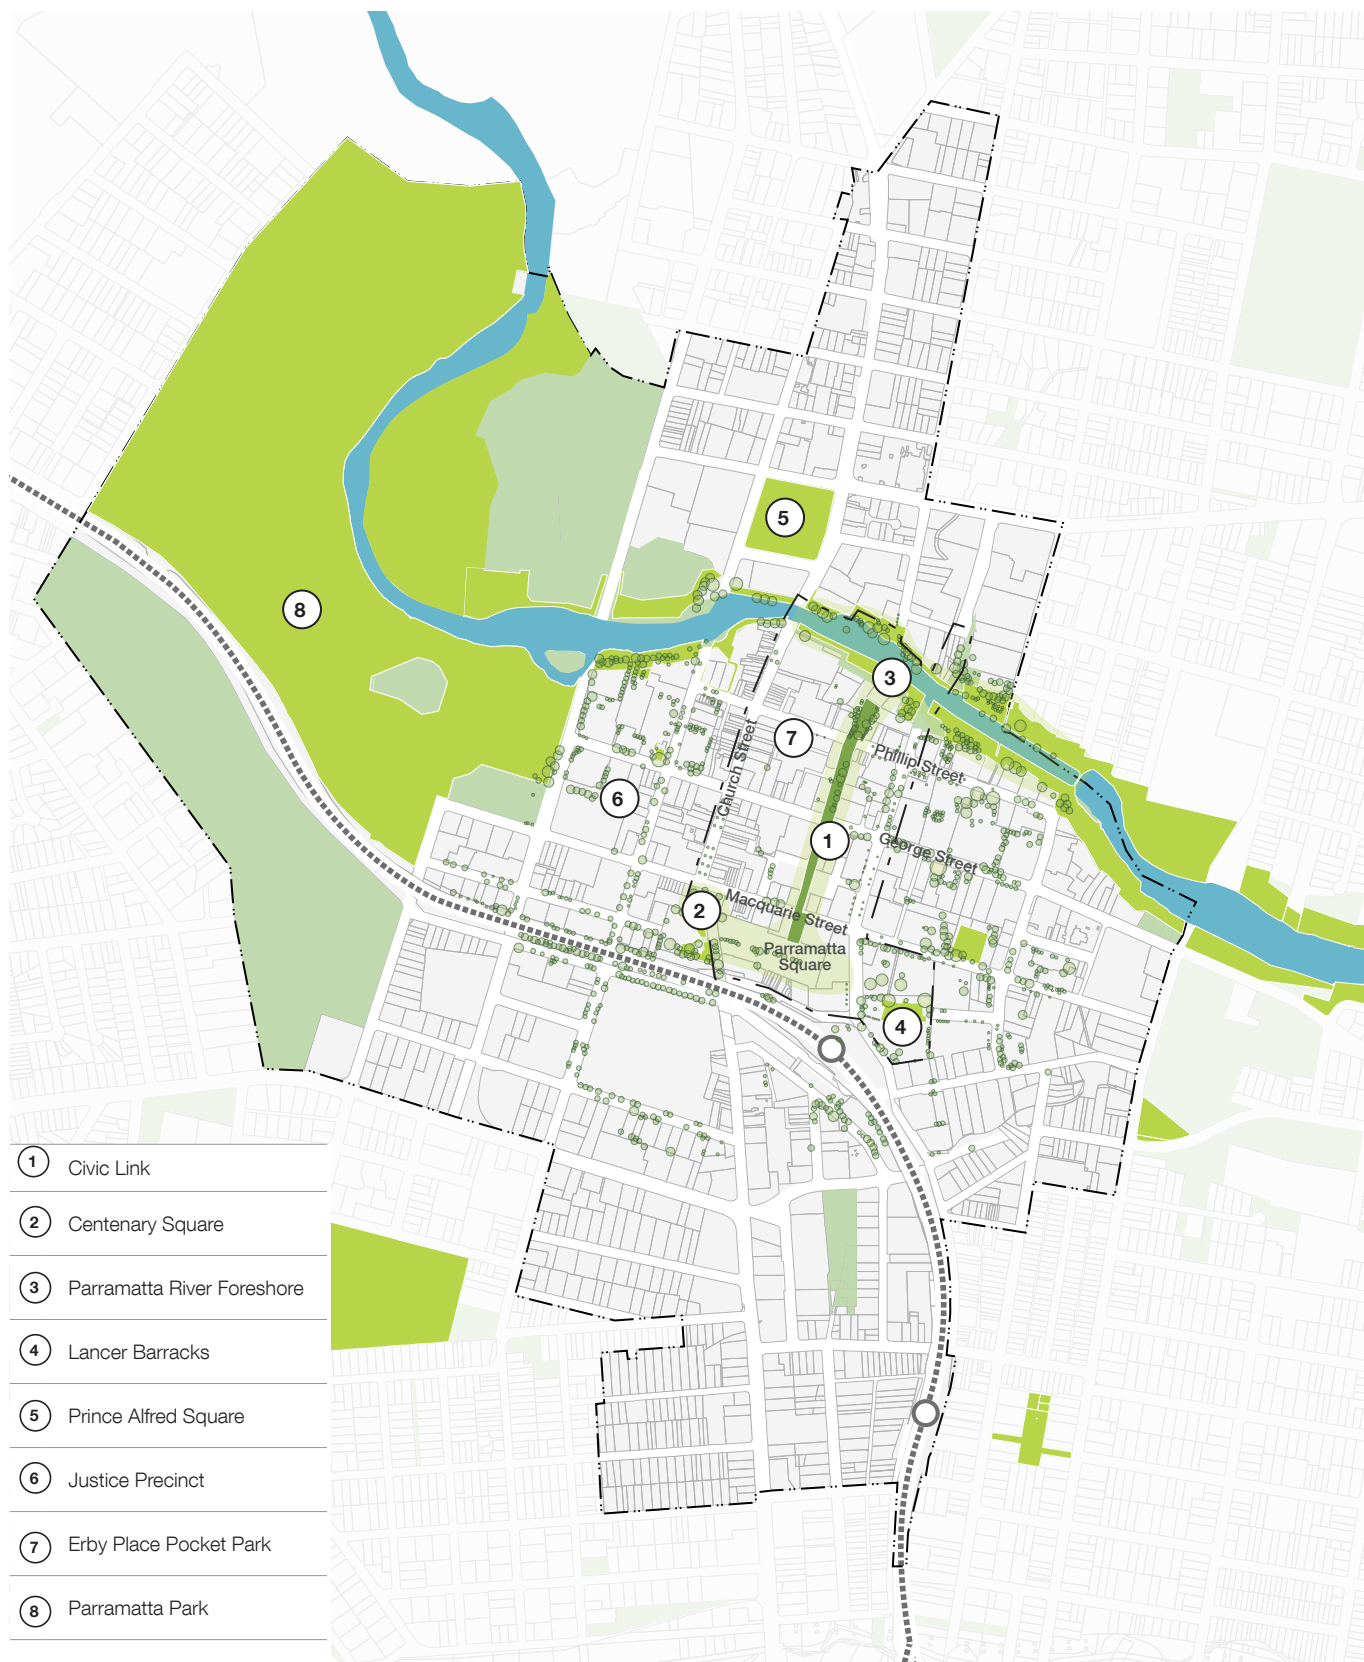 5
8
3
7
Church Street
Phillip Street
6
1
George Street
2
Macquarie Street
Parramatta
Square
4
1 Civic Link
2 Centenary Square
3 Parramatta River Foreshore
4 Lancer Barracks
5 Prince Alfred Square
6 Justice Precinct
7 Erby Place Pocket Park
8 Parramatta Park